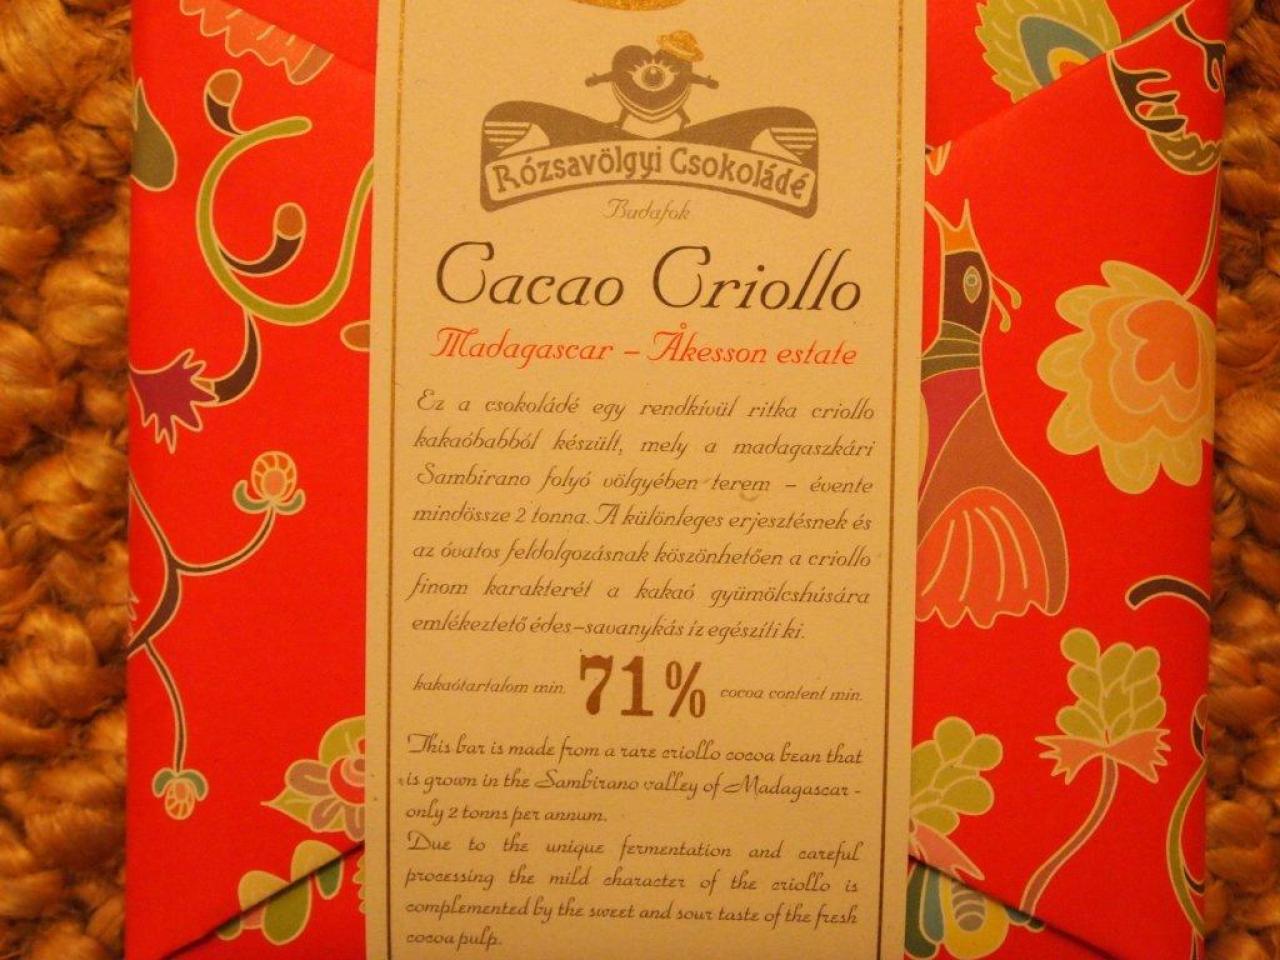 Rózsavölgyi Csokoládé
Budafok
Cacao Criollo
Madagascar – Åkesson estate
Ez a csokoládé egy rendkívül ritka criollo
kakaóbabból készült, mely a madagaszkári
Sambirano folyó völgyében terem – évente
mindössze 2 tonna. A különleges erjesztésnek és
az óvatos feldolgozásnak köszönhetően a criollo
finom karakterét a kakaó gyümölcshúsára
emlékeztető édes–savanykás íz egészíti ki.
kakaótartalom min. 71% cocoa content min.
This bar is made from a rare criollo cocoa bean that
is grown in the Sambirano valley of Madagascar -
only 2 tonns per annum.
Due to the unique fermentation and careful
processing the mild character of the criollo is
complemented by the sweet and sour taste of the fresh
cocoa pulp.